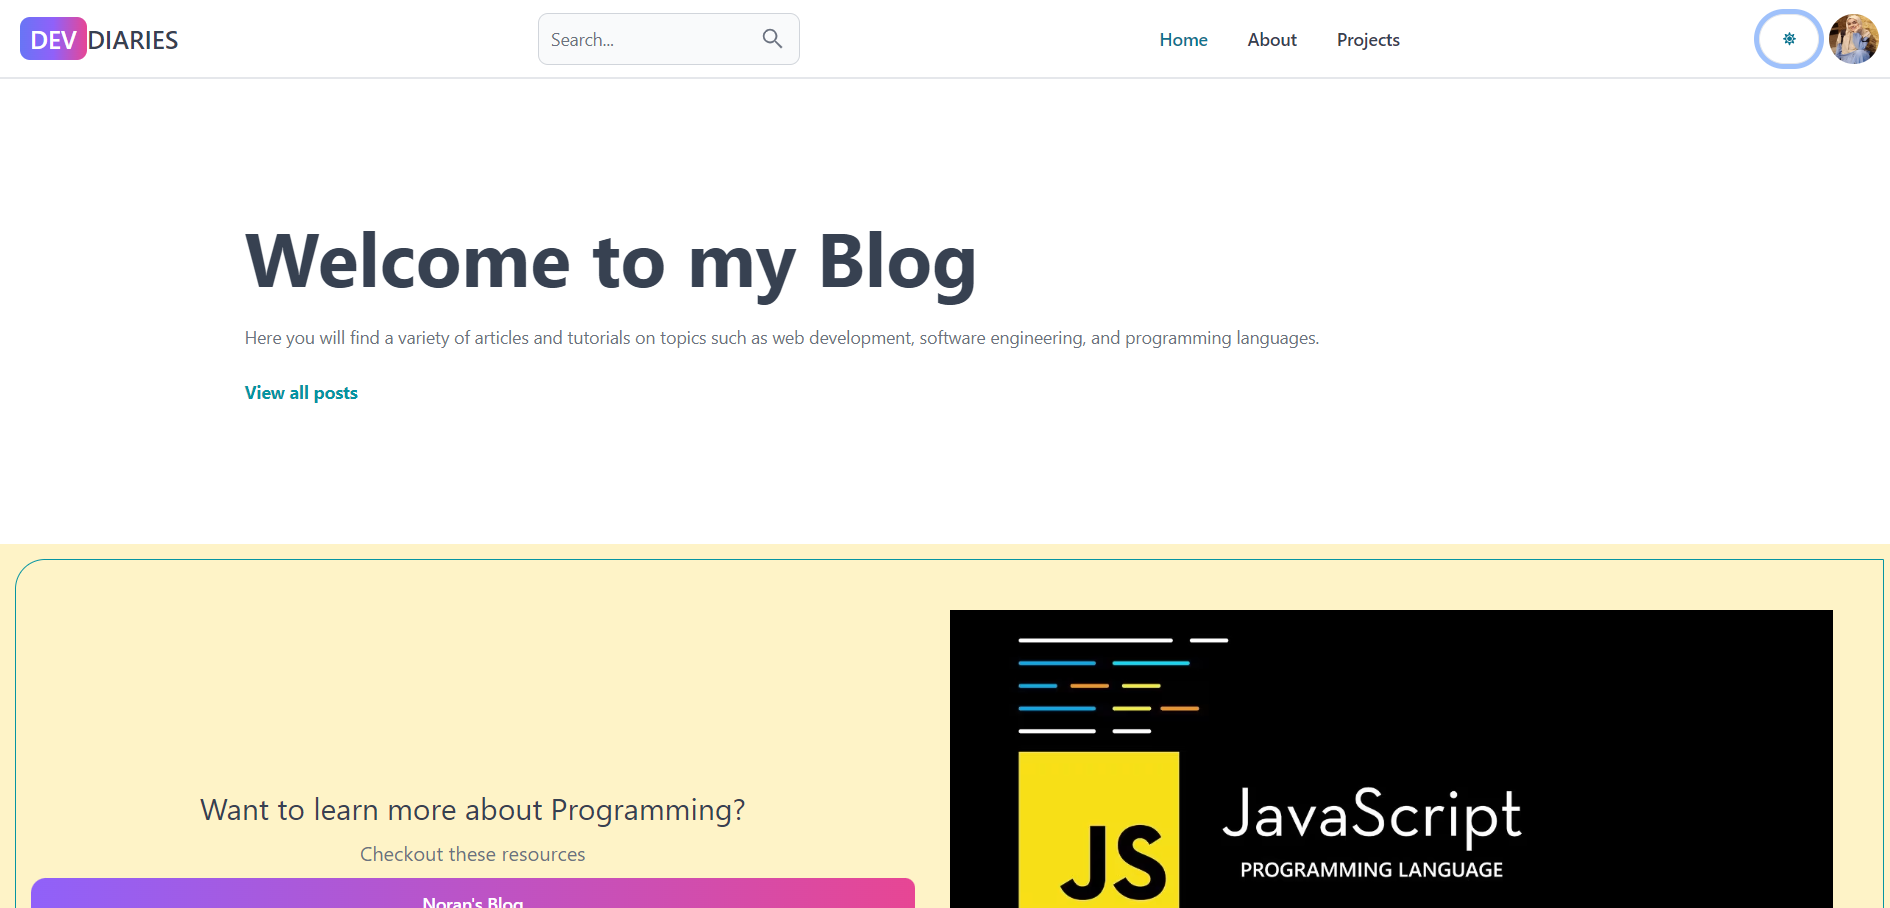 DEV DIARIES
Search...
Home
About
Projects
Welcome to my Blog
Here you will find a variety of articles and tutorials on topics such as web development, software engineering, and programming languages.
View all posts
Want to learn more about Programming?
Checkout these resources
Noran's Blog
JS
JavaScript
PROGRAMMING LANGUAGE